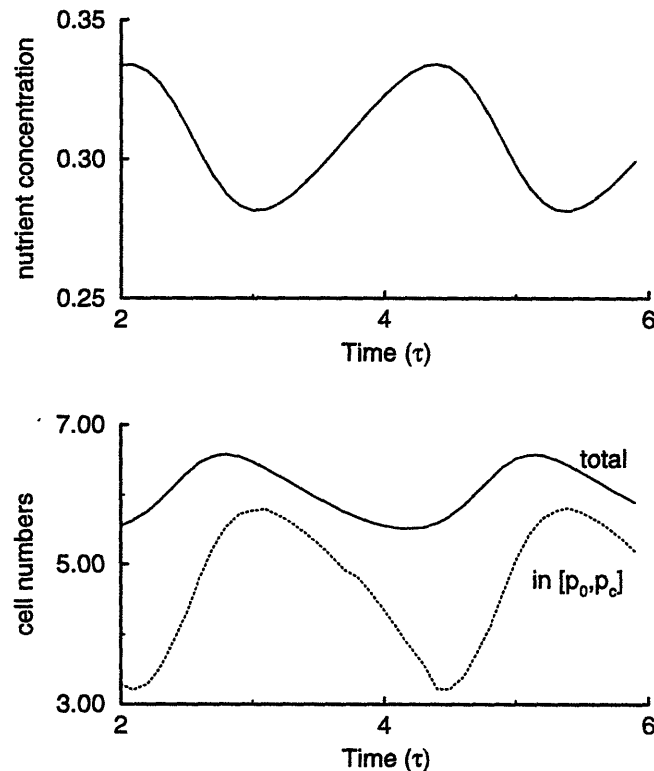 0.35
0.30
0.25
nutrient concentration
2
4
6
Time (τ)
7.00
5.00
3.00
cell numbers
total
in [p₀,p_c]
2
4
6
Time (τ)